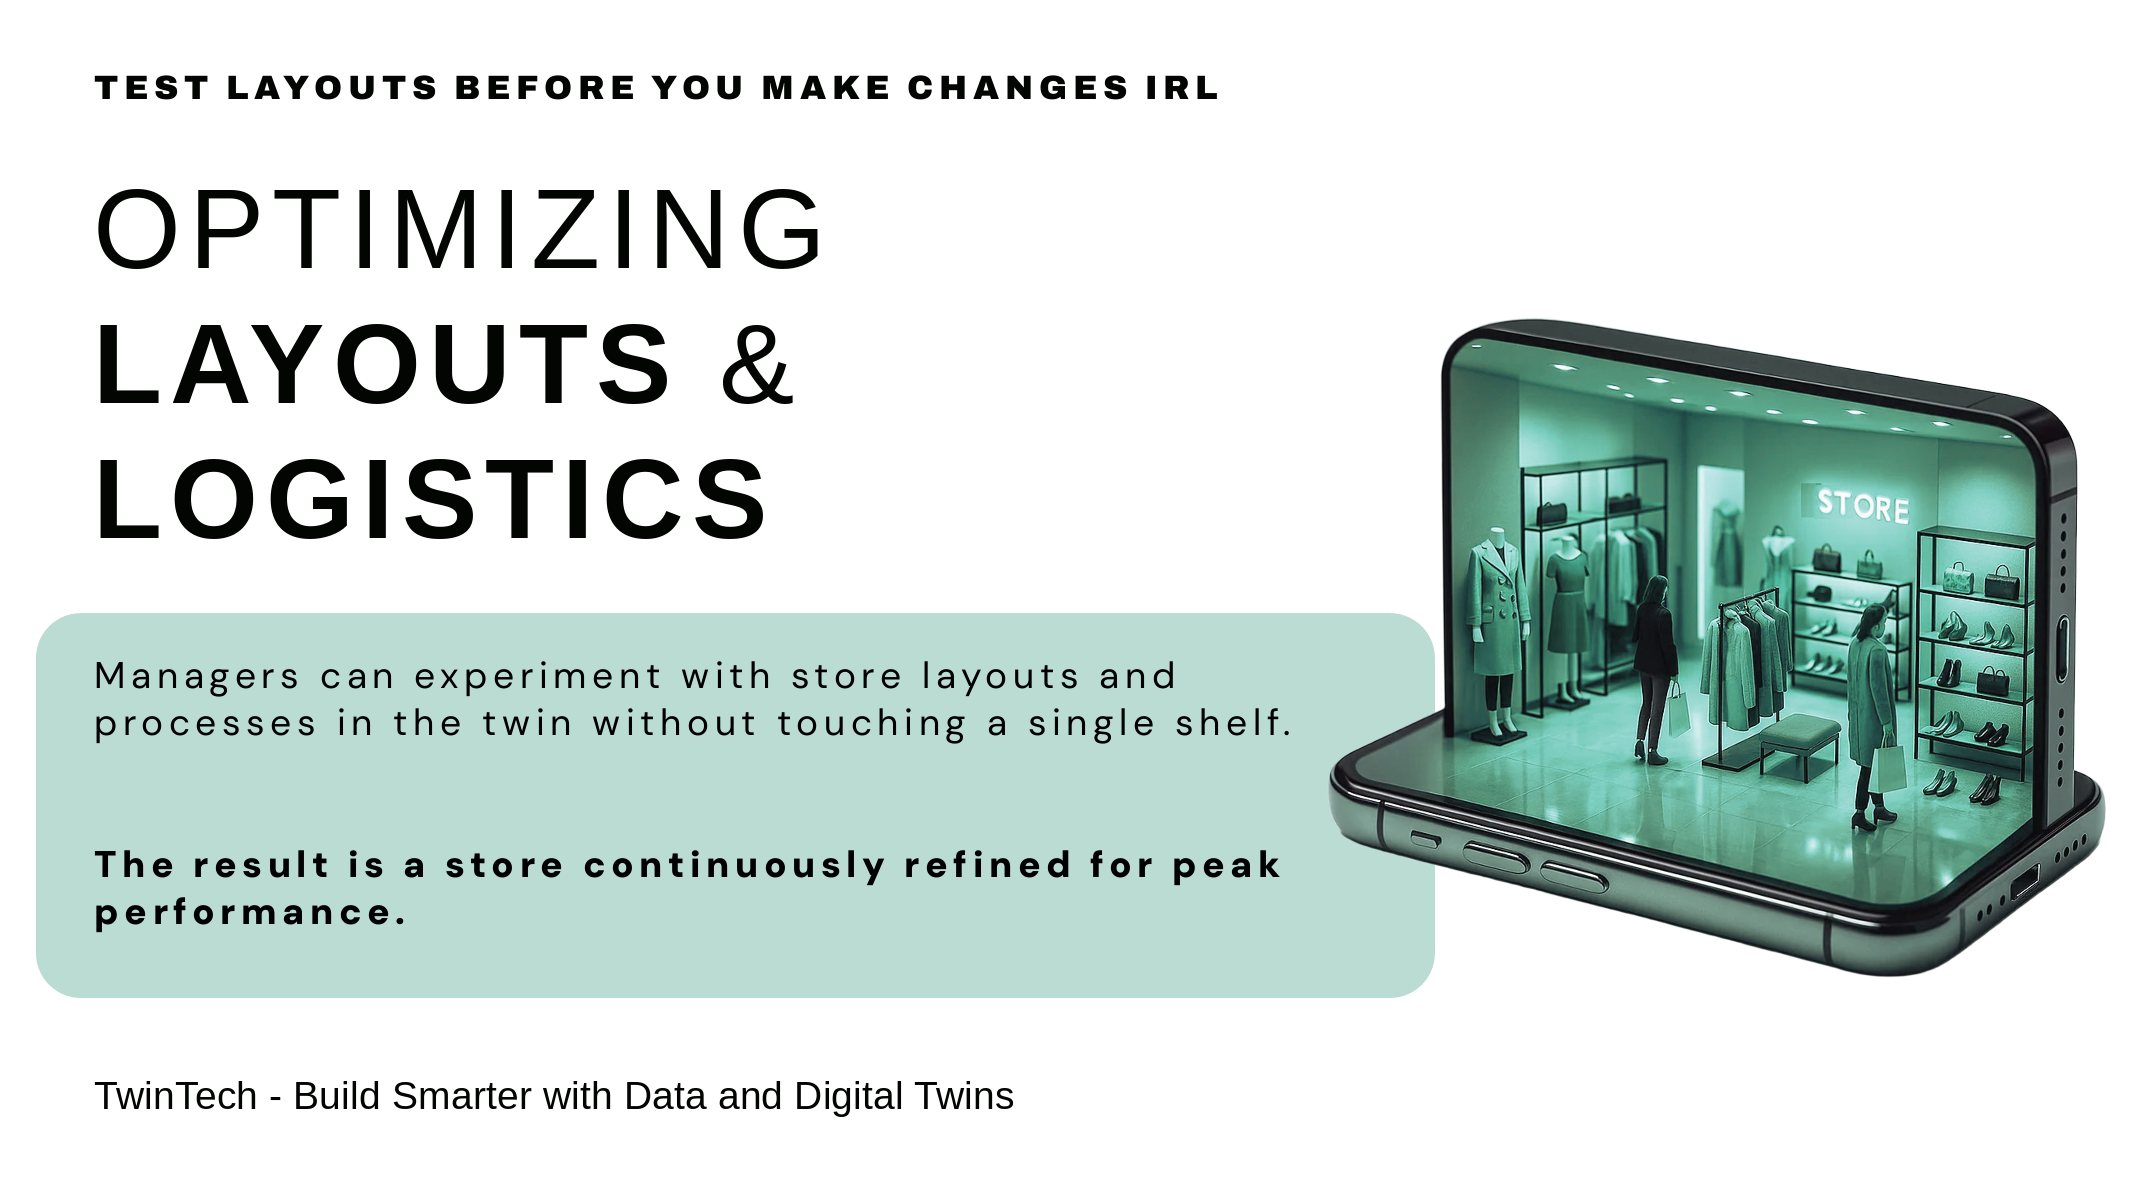 TEST LAYOUTS BEFORE YOU MAKE CHANGES IRL
OPTIMIZING
LAYOUTS &
LOGISTICS
STORE
Managers can experiment with store layouts and
processes in the twin without touching a single shelf.
The result is a store continuously refined for peak
performance.
TwinTech - Build Smarter with Data and Digital Twins